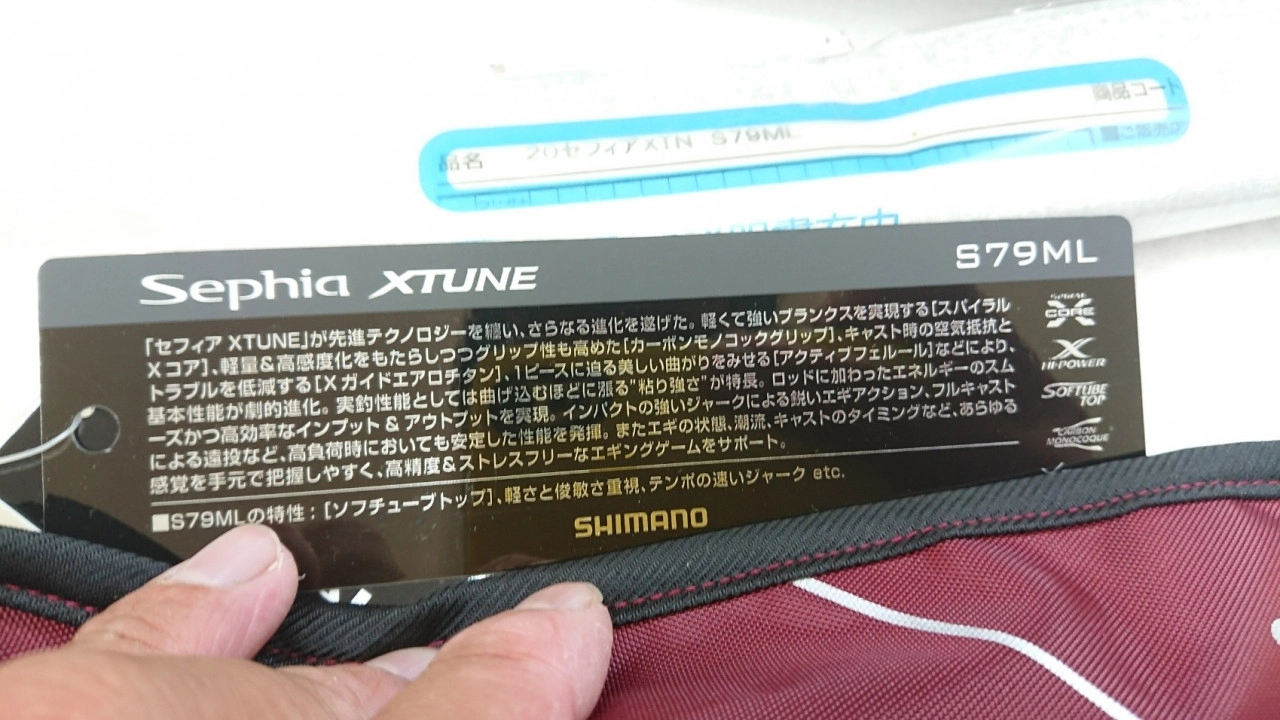 商品コード
品名 20セフィアXTN S79ML
Sephia XTUNE
S79ML
「セフィア XTUNE」が先進テクノロジーを纏い、さらなる進化を遂げた。軽くて強いブランクスを実現する[スパイラル
Xコア]、軽量&高感度化をもたらしつつグリップ性も高めた[カーボンモノコックグリップ]、キャスト時の空気抵抗と
トラブルを低減する[Xガイドエアロチタン]、1ピースに迫る美しい曲がりをみせる[アクティブフェルール]などにより、
基本性能が劇的進化。実釣性能としては曲げ込むほどに漲る"粘り強さ"が特長。ロッドに加わったエネルギーのスム
ーズかつ高効率なインプット&アウトプットを実現。インパクトの強いジャークによる鋭いエギアクション、フルキャスト
による遠投など、高負荷時においても安定した性能を発揮。またエギの状態、潮流、キャストのタイミングなど、あらゆる
感覚を手元で把握しやすく、高精度&ストレスフリーなエギングゲームをサポート。
■S79MLの特性：[ソフチューブトップ]、軽さと俊敏さ重視、テンポの速いジャーク etc.
SHIMANO
SPIRAL
X
CORE
X
HI-POWER
SOFTUBE
TOP
CARBON
MONOCOQUE